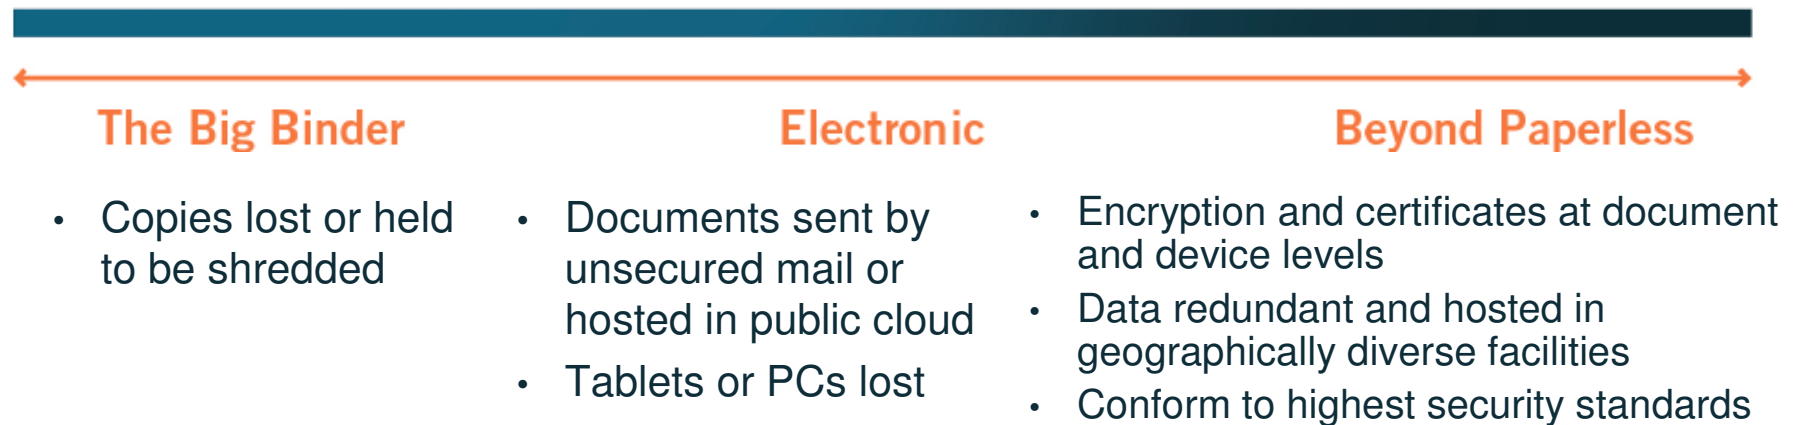 The Big Binder
• Copies lost or held
to be shredded
Electronic
• Documents sent by
unsecured mail or
hosted in public cloud
• Tablets or PCs lost
Beyond Paperless
• Encryption and certificates at document
and device levels
• Data redundant and hosted in
geographically diverse facilities
• Conform to highest security standards